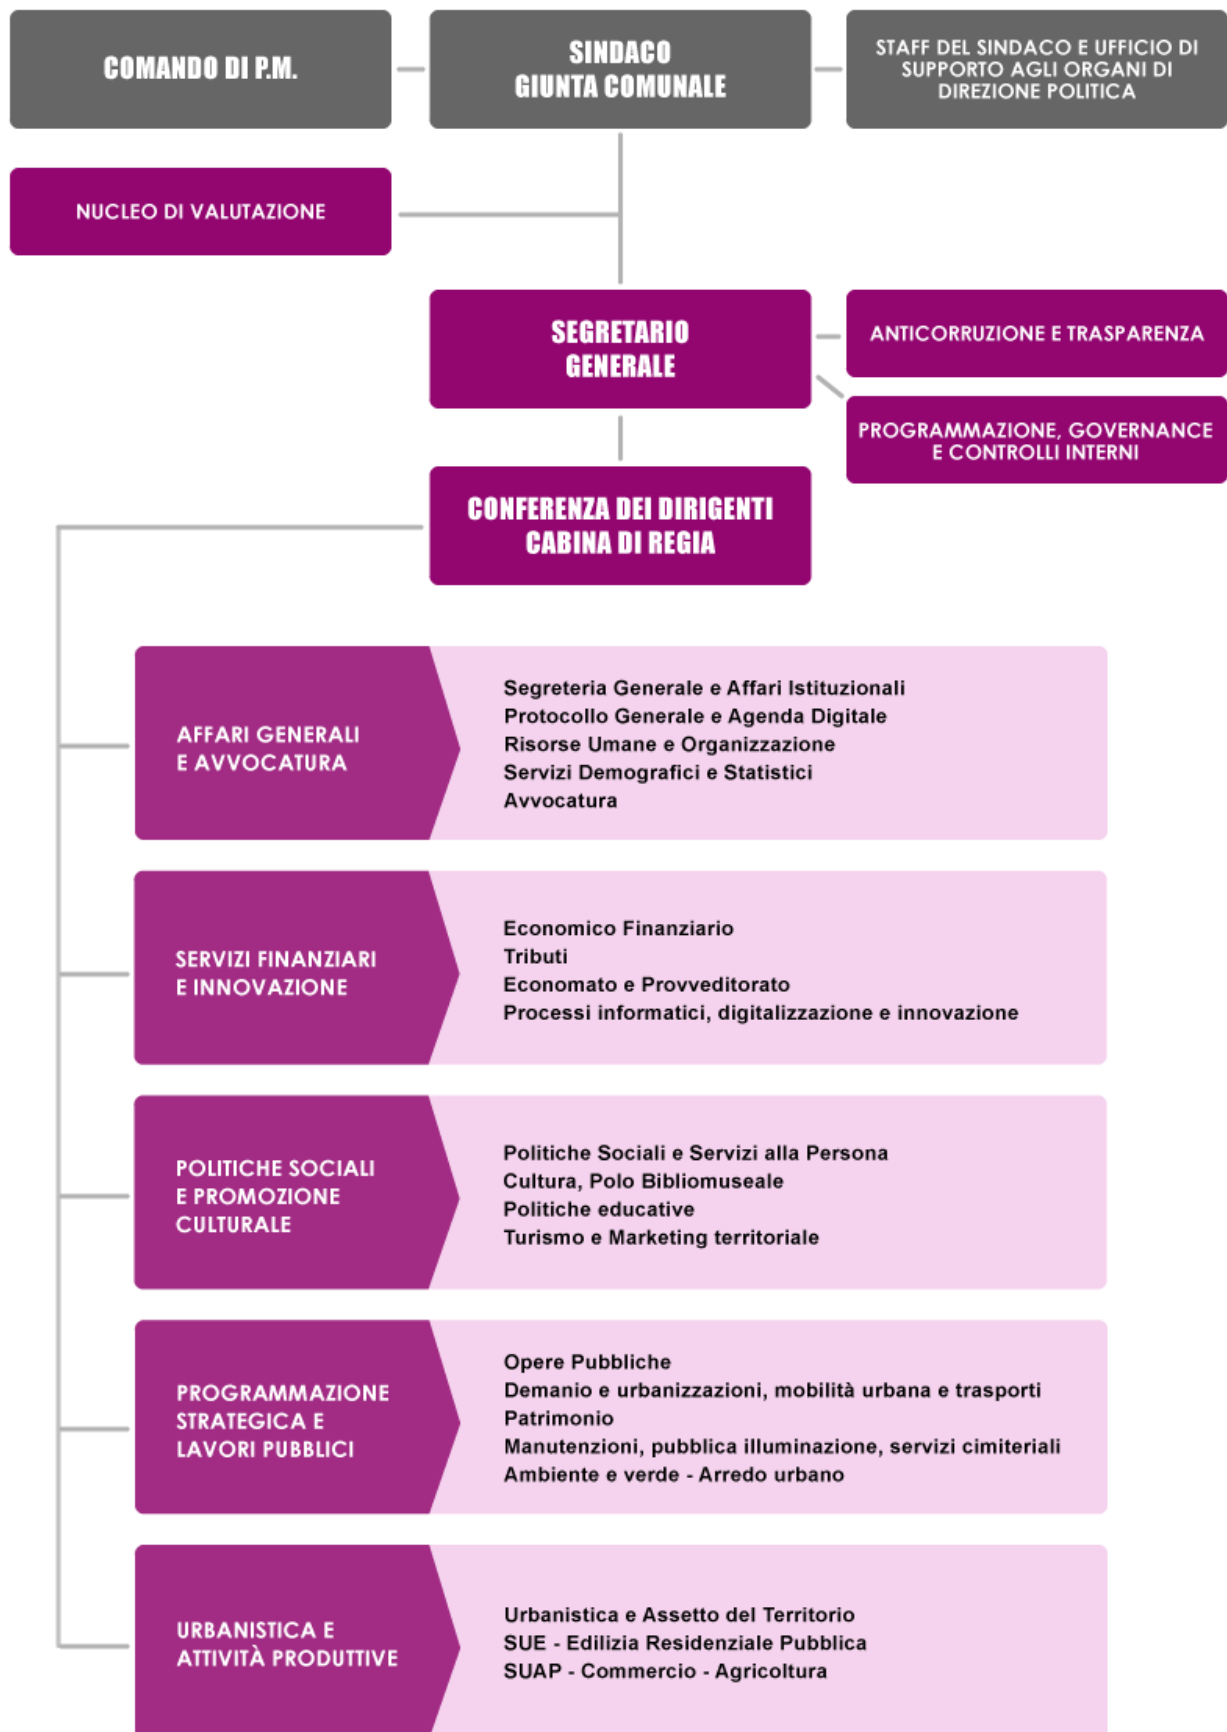 COMANDO DI P.M.
SINDACO
GIUNTA COMUNALE
STAFF DEL SINDACO E UFFICIO DI
SUPPORTO AGLI ORGANI DI
DIREZIONE POLITICA
NUCLEO DI VALUTAZIONE
SEGRETARIO
GENERALE
ANTICORRUZIONE E TRASPARENZA
PROGRAMMAZIONE, GOVERNANCE
E CONTROLLI INTERNI
CONFERENZA DEI DIRIGENTI
CABINA DI REGIA
AFFARI GENERALI
E AVVOCATURA
Segreteria Generale e Affari Istituzionali
Protocollo Generale e Agenda Digitale
Risorse Umane e Organizzazione
Servizi Demografici e Statistici
Avvocatura
SERVIZI FINANZIARI
E INNOVAZIONE
Economico Finanziario
Tributi
Economato e Provveditorato
Processi informatici, digitalizzazione e innovazione
POLITICHE SOCIALI
E PROMOZIONE
CULTURALE
Politiche Sociali e Servizi alla Persona
Cultura, Polo Bibliomuseale
Politiche educative
Turismo e Marketing territoriale
PROGRAMMAZIONE
STRATEGICA E
LAVORI PUBBLICI
Opere Pubbliche
Demanio e urbanizzazioni, mobilità urbana e trasporti
Patrimonio
Manutenzioni, pubblica illuminazione, servizi cimiteriali
Ambiente e verde - Arredo urbano
URBANISTICA E
ATTIVITÀ PRODUTTIVE
Urbanistica e Assetto del Territorio
SUE - Edilizia Residenziale Pubblica
SUAP - Commercio - Agricoltura